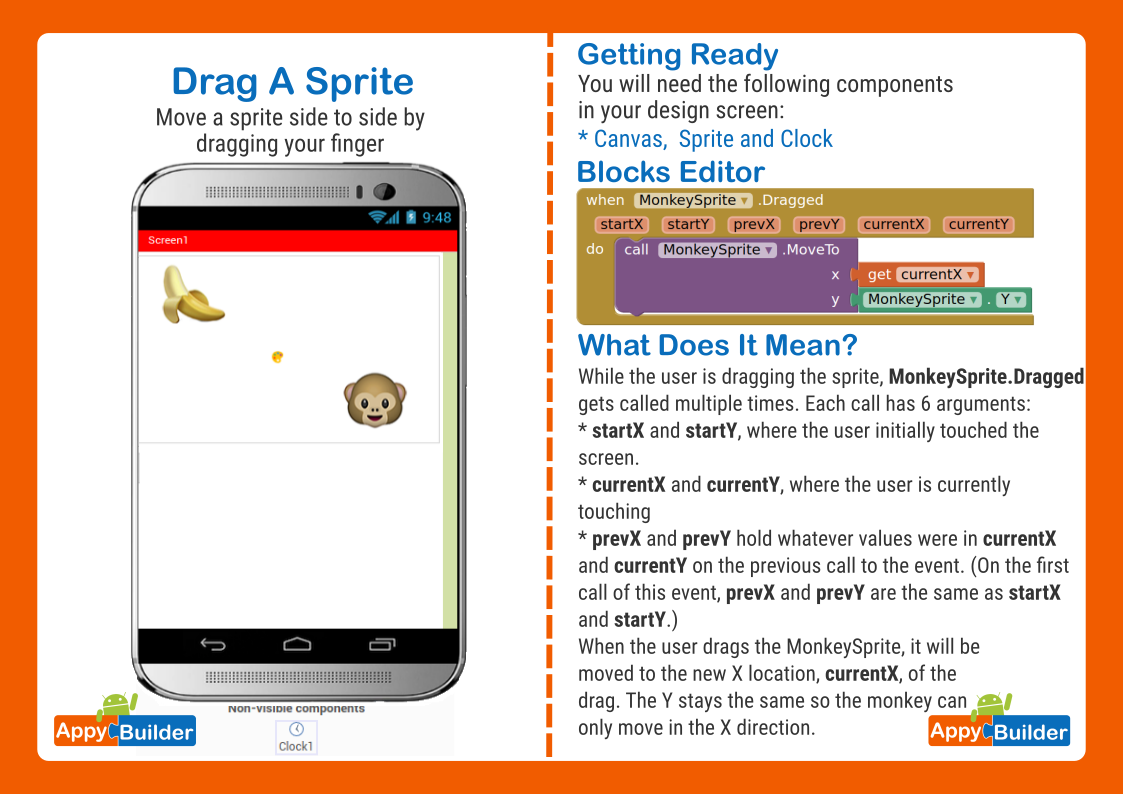 Drag A Sprite
Move a sprite side to side by
dragging your finger
9:48
Screen1
Non-visible components
Clock1
Appy Builder
Getting Ready
You will need the following components
in your design screen:
* Canvas, Sprite and Clock
Blocks Editor
when MonkeySprite .Dragged
startX startY prevX prevY currentX currentY
do call MonkeySprite .MoveTo
x get currentX
y MonkeySprite . Y
What Does It Mean?
While the user is dragging the sprite, MonkeySprite.Dragged
gets called multiple times. Each call has 6 arguments:
* startX and startY, where the user initially touched the
screen.
* currentX and currentY, where the user is currently
touching
* prevX and prevY hold whatever values were in currentX
and currentY on the previous call to the event. (On the first
call of this event, prevX and prevY are the same as startX
and startY.)
When the user drags the MonkeySprite, it will be
moved to the new X location, currentX, of the
drag. The Y stays the same so the monkey can
only move in the X direction.
Appy Builder